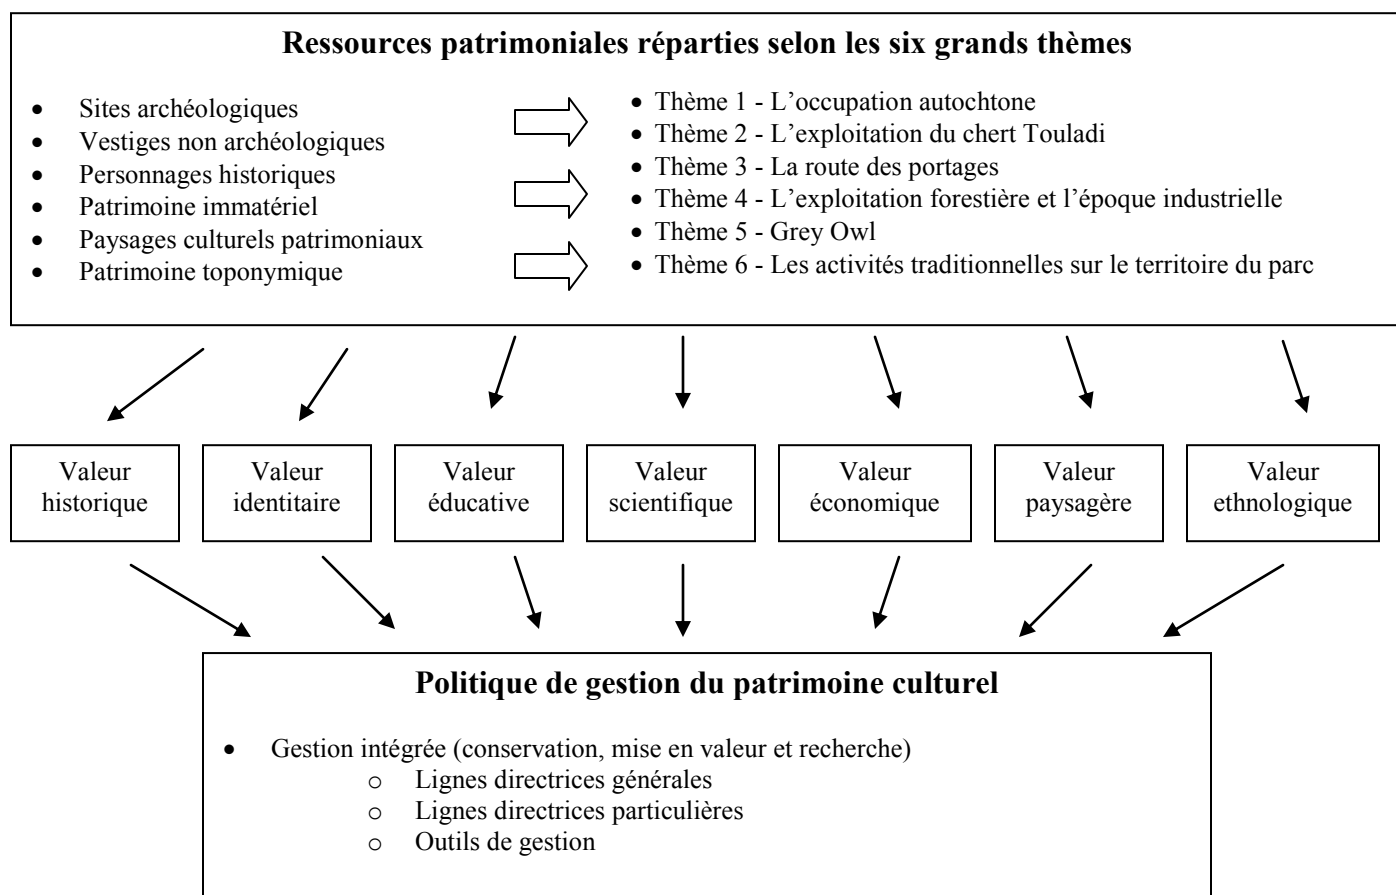 Ressources patrimoniales réparties selon les six grands thèmes
• Sites archéologiques
• Vestiges non archéologiques
• Personnages historiques
• Patrimoine immatériel
• Paysages culturels patrimoniaux
• Patrimoine toponymique
• Thème 1 - L’occupation autochtone
• Thème 2 - L’exploitation du chert Touladi
• Thème 3 - La route des portages
• Thème 4 - L’exploitation forestière et l’époque industrielle
• Thème 5 - Grey Owl
• Thème 6 - Les activités traditionnelles sur le territoire du parc
Valeur
historique
Valeur
identitaire
Valeur
éducative
Valeur
scientifique
Valeur
économique
Valeur
paysagère
Valeur
ethnologique
Politique de gestion du patrimoine culturel
• Gestion intégrée (conservation, mise en valeur et recherche)
o Lignes directrices générales
o Lignes directrices particulières
o Outils de gestion